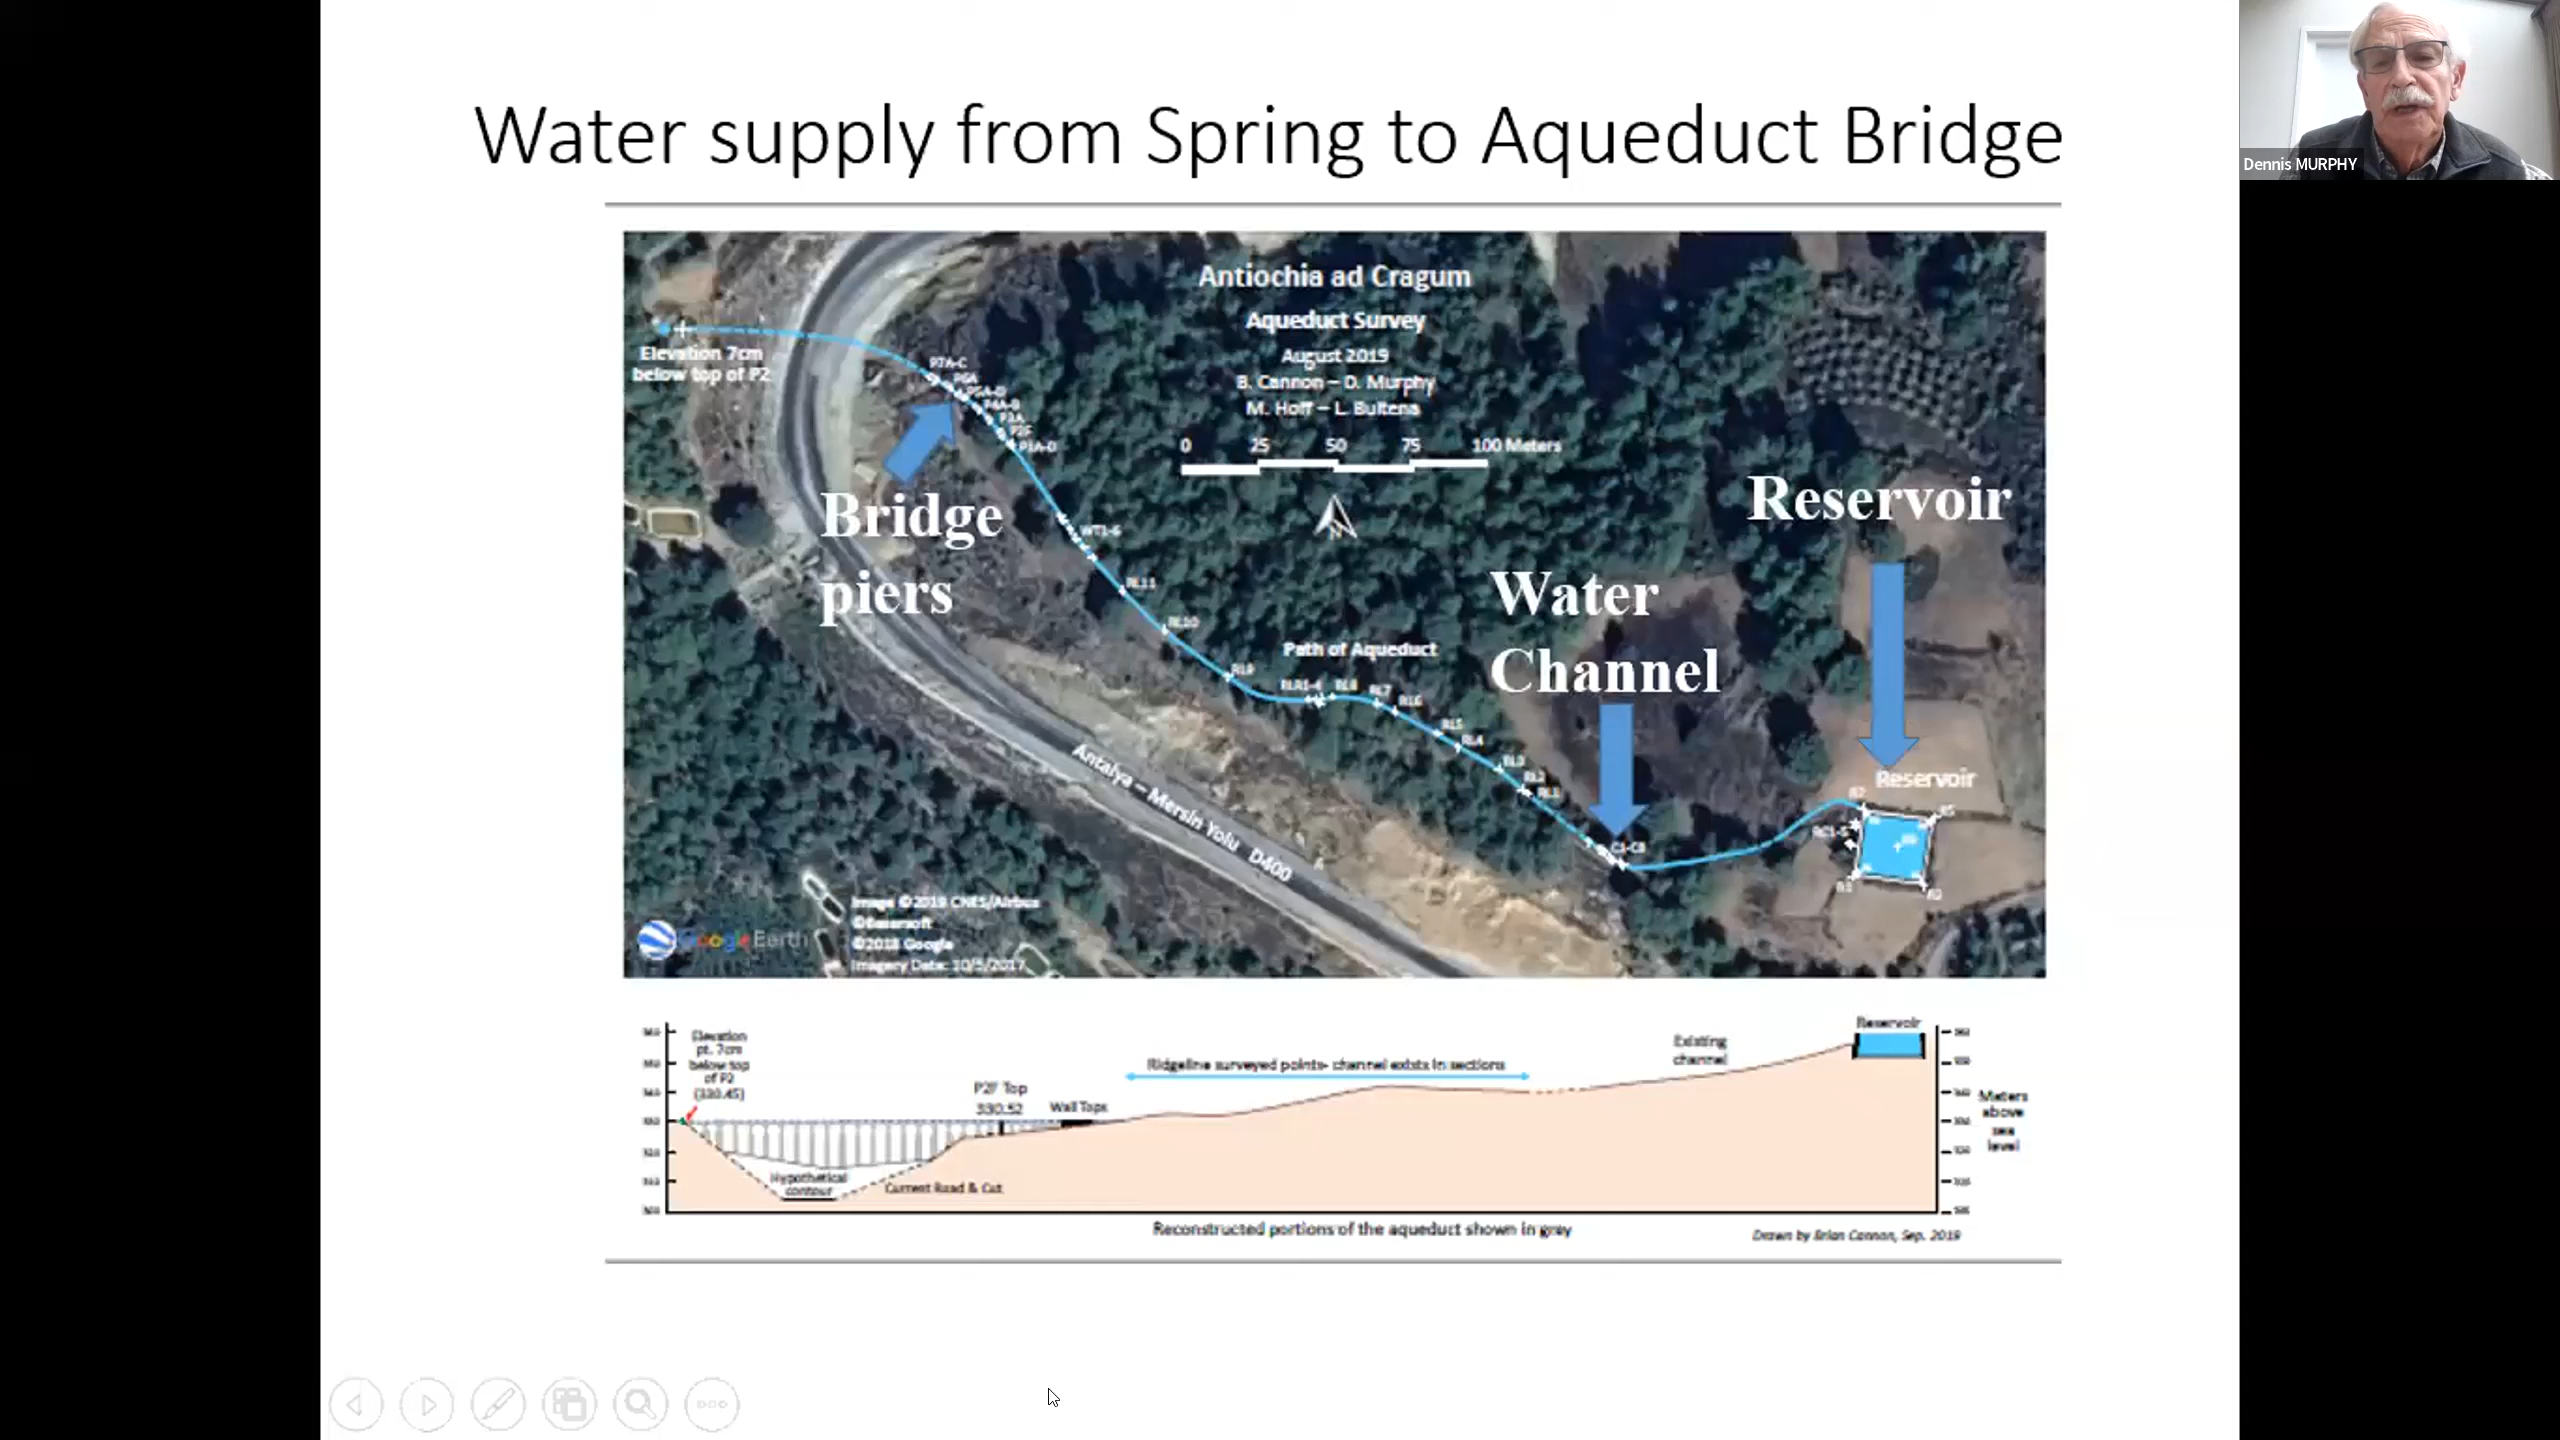 Water supply from Spring to Aqueduct Bridge
Dennis MURPHY
Antiochia ad Cragum
Aqueduct Survey
August 2019
B. Cannon – D. Murphy
M. Hoff – L. Bultena
0 25 50 75 100 Meters
Elevation 7cm
below top of P2
P7A-C
P6A
P5A-D
P4A-B
P3A
P2F
P1A-D
Bridge
piers
WT1-6
RL11
RL10
RL9
Path of Aqueduct
RLR1-4
RL8
RL7
RL6
RL5
RL4
RL3
RL2
RL1
Water
Channel
C1-C8
Reservoir
Reservoir
Antalya – Mersin Yolu D400
Image ©2018 CNES/Airbus
©Basarsoft
©2018 Google
Imagery Date: 10/5/2017
Google Earth
Elevation
pt. 7cm
below top
of P2
(330.45)
P2F Top
330.52
Wall Tops
Ridgeline surveyed points- channel exists in sections
Existing
channel
Reservoir
Meters
above
sea
level
Hypothetical
contour
Current Road & Cut
Reconstructed portions of the aqueduct shown in grey
Drawn by Brian Cannon, Sep. 2019